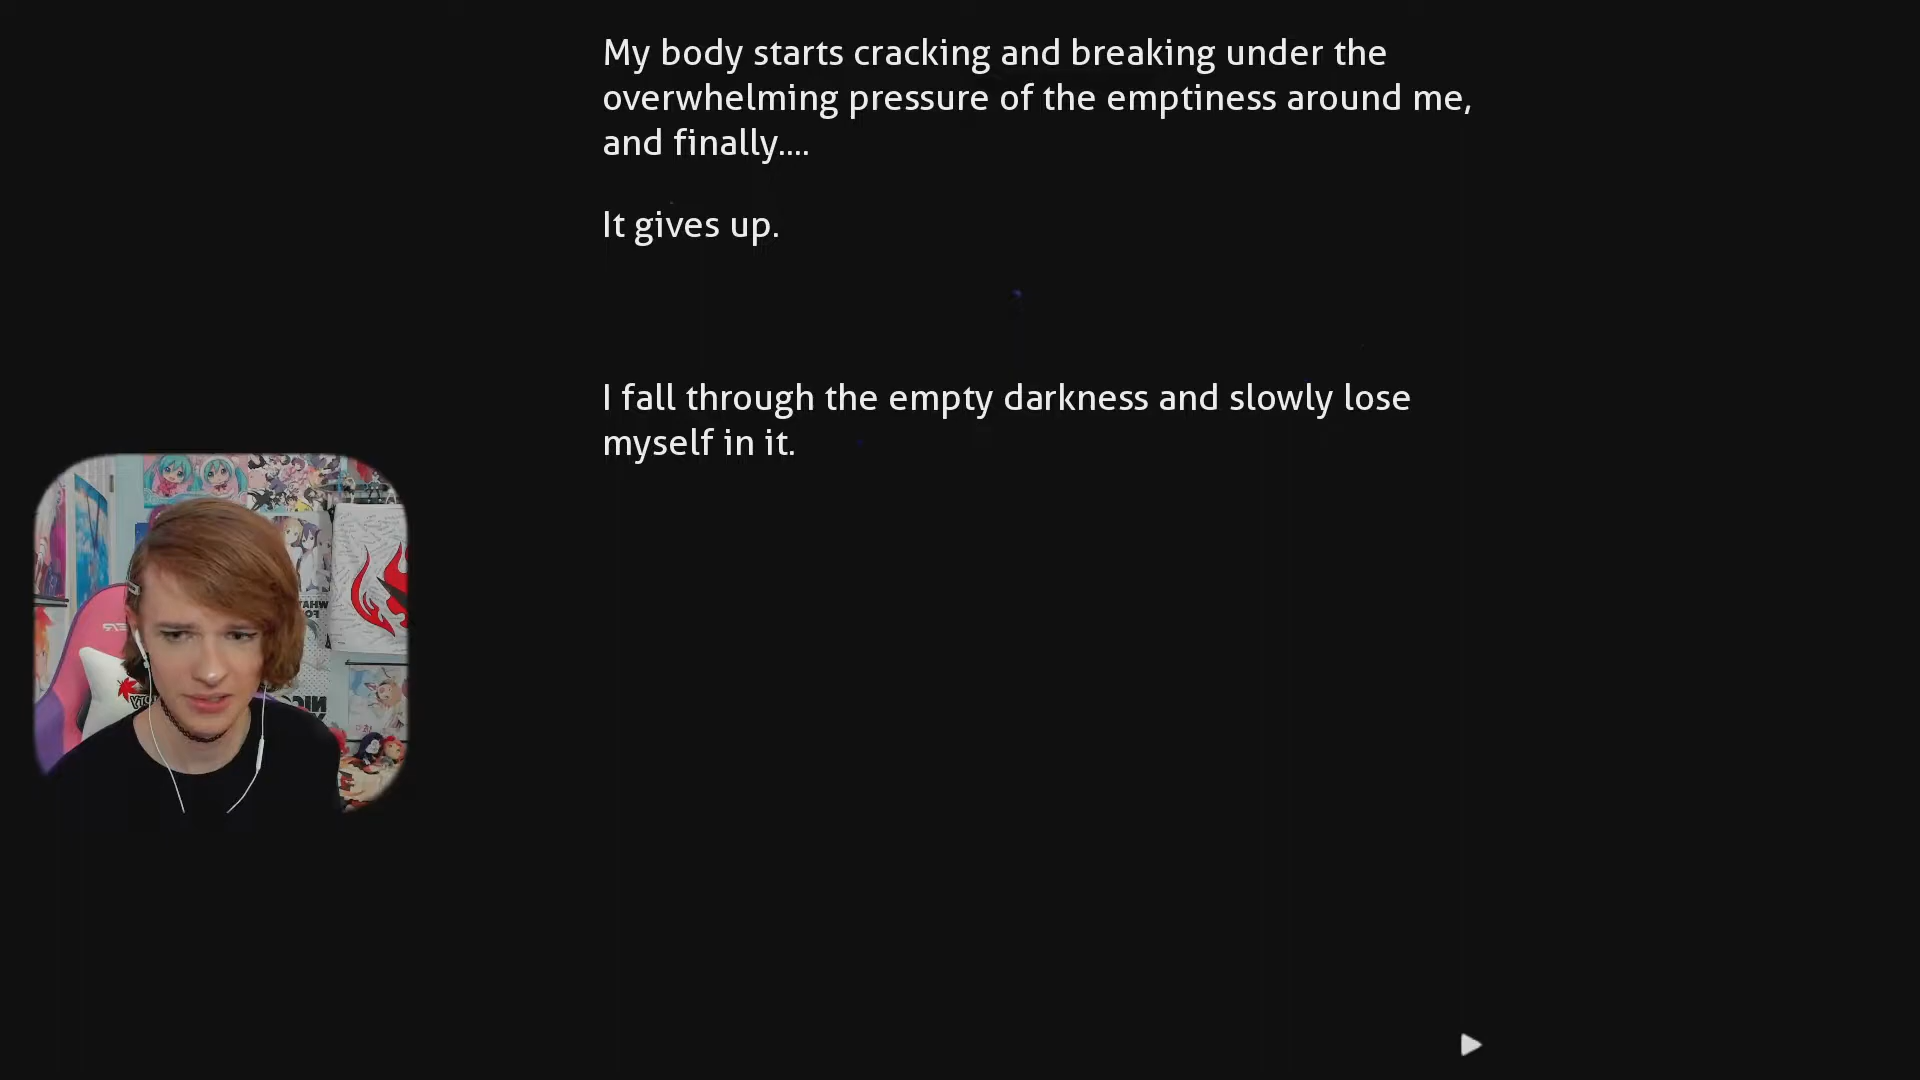 My body starts cracking and breaking under the
overwhelming pressure of the emptiness around me,
and finally....
It gives up.
I fall through the empty darkness and slowly lose
myself in it.